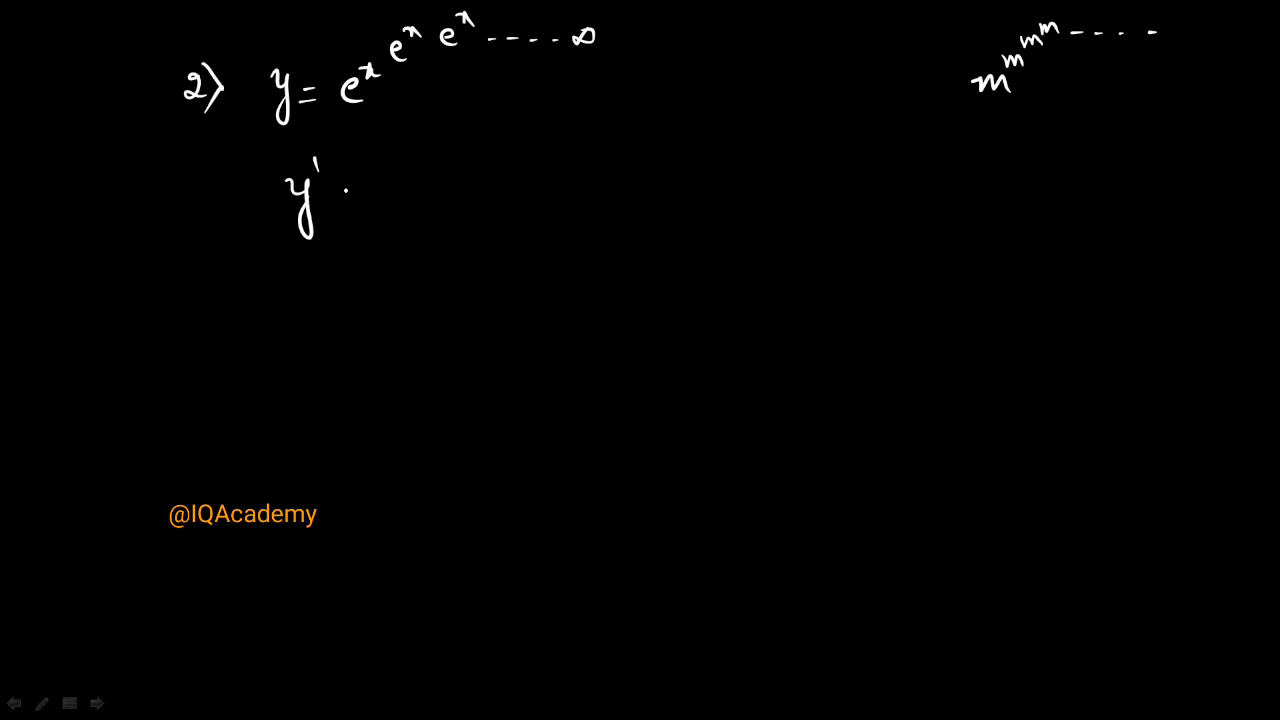 2) y = e^x^e^x^e^x ----∞ m^m^m^m ----
y' .
@IQAcademy